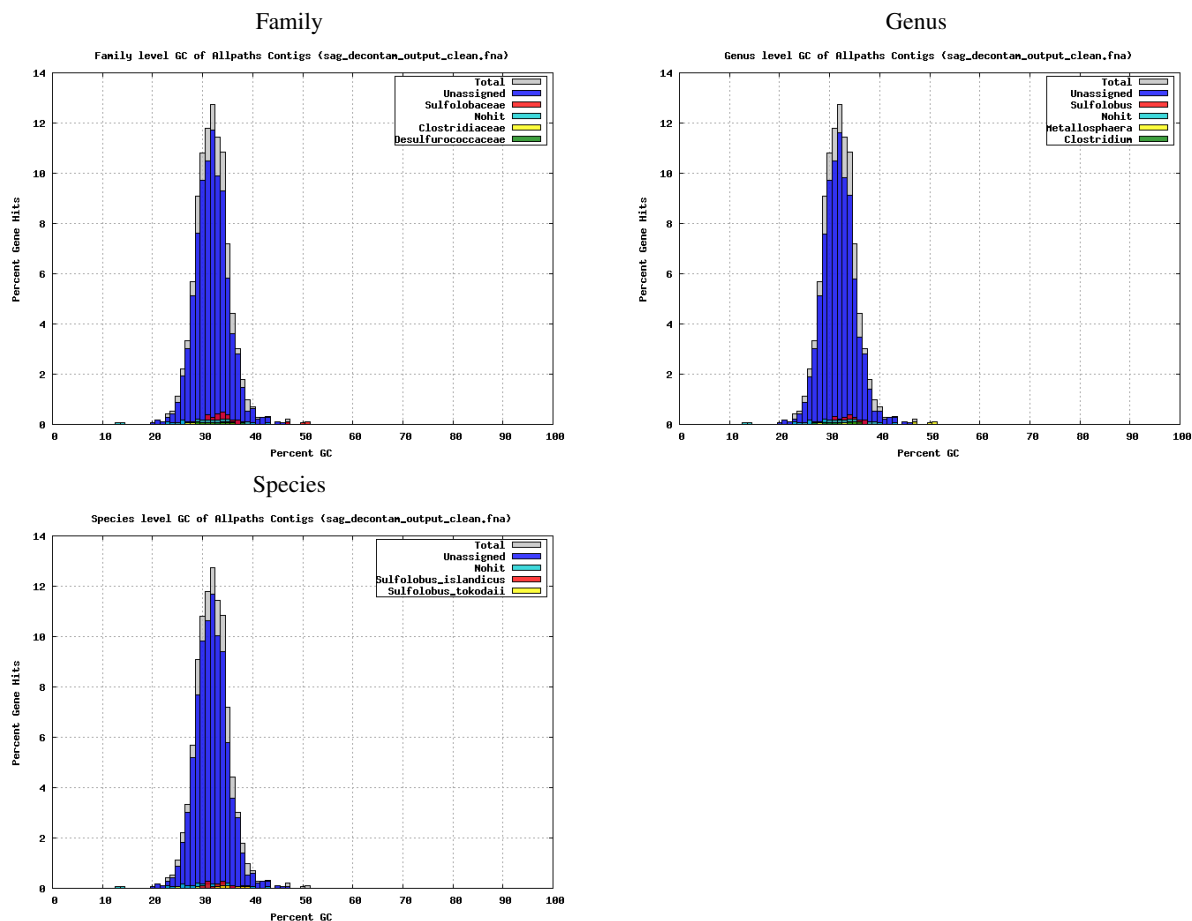 Family
Family level GC of Allpaths Contigs (sag_decontam_output_clean.fna)
Percent Gene Hits
14
12
10
8
6
4
2
0
Total
Unassigned
Sulfolobaceae
Nohit
Clostridiaceae
Desulfurococcaceae
0 10 20 30 40 50 60 70 80 90 100
Percent GC
Genus
Genus level GC of Allpaths Contigs (sag_decontam_output_clean.fna)
Percent Gene Hits
14
12
10
8
6
4
2
0
Total
Unassigned
Sulfolobus
Nohit
Metallosphaera
Clostridium
0 10 20 30 40 50 60 70 80 90 100
Percent GC
Species
Species level GC of Allpaths Contigs (sag_decontam_output_clean.fna)
Percent Gene Hits
14
12
10
8
6
4
2
0
Total
Unassigned
Nohit
Sulfolobus_islandicus
Sulfolobus_tokodaii
0 10 20 30 40 50 60 70 80 90 100
Percent GC